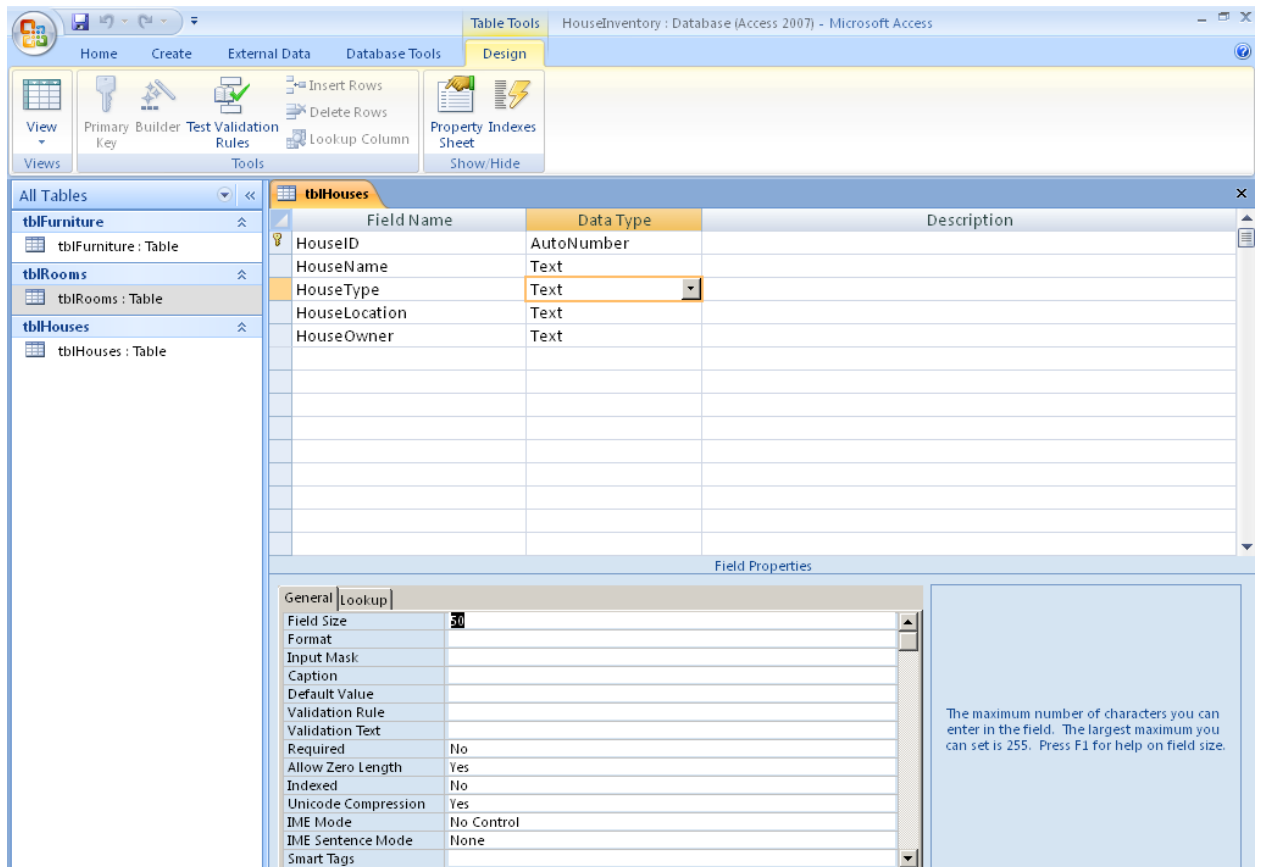 Table Tools HouseInventory : Database (Access 2007) - Microsoft Access
Home Create External Data Database Tools Design
View Primary Key Builder Test Validation Rules Insert Rows Delete Rows Lookup Column Property Sheet Indexes
Views Tools Show/Hide
All Tables
tblFurniture
tblFurniture : Table
tblRooms
tblRooms : Table
tblHouses
tblHouses : Table
tblHouses
Field Name Data Type Description
HouseID AutoNumber
HouseName Text
HouseType Text
HouseLocation Text
HouseOwner Text
Field Properties
General Lookup
Field Size 50
Format
Input Mask
Caption
Default Value
Validation Rule
Validation Text
Required No
Allow Zero Length Yes
Indexed No
Unicode Compression Yes
IME Mode No Control
IME Sentence Mode None
Smart Tags
The maximum number of characters you can
enter in the field. The largest maximum you
can set is 255. Press F1 for help on field size.